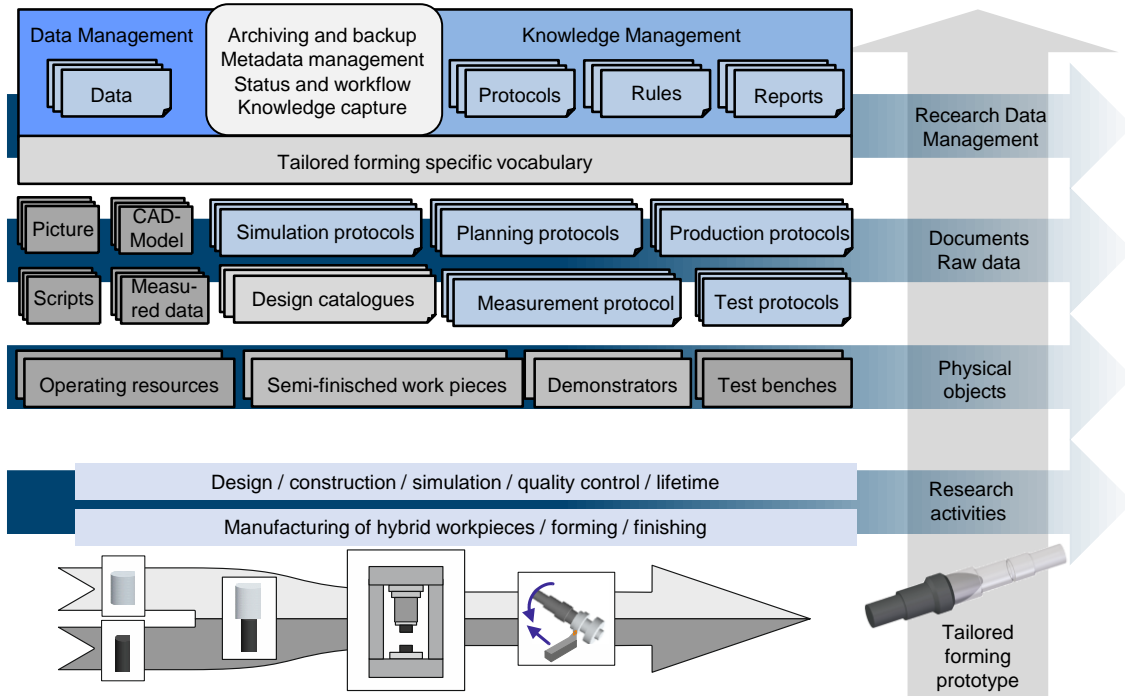 Data Management
Data
Archiving and backup
Metadata management
Status and workflow
Knowledge capture
Knowledge Management
Protocols
Rules
Reports
Tailored forming specific vocabulary
Recearch Data
Management
Picture
CAD-
Model
Simulation protocols
Planning protocols
Production protocols
Scripts
Measu-
red data
Design catalogues
Measurement protocol
Test protocols
Documents
Raw data
Operating resources
Semi-finisched work pieces
Demonstrators
Test benches
Physical
objects
Design / construction / simulation / quality control / lifetime
Manufacturing of hybrid workpieces / forming / finishing
Research
activities
Tailored
forming
prototype